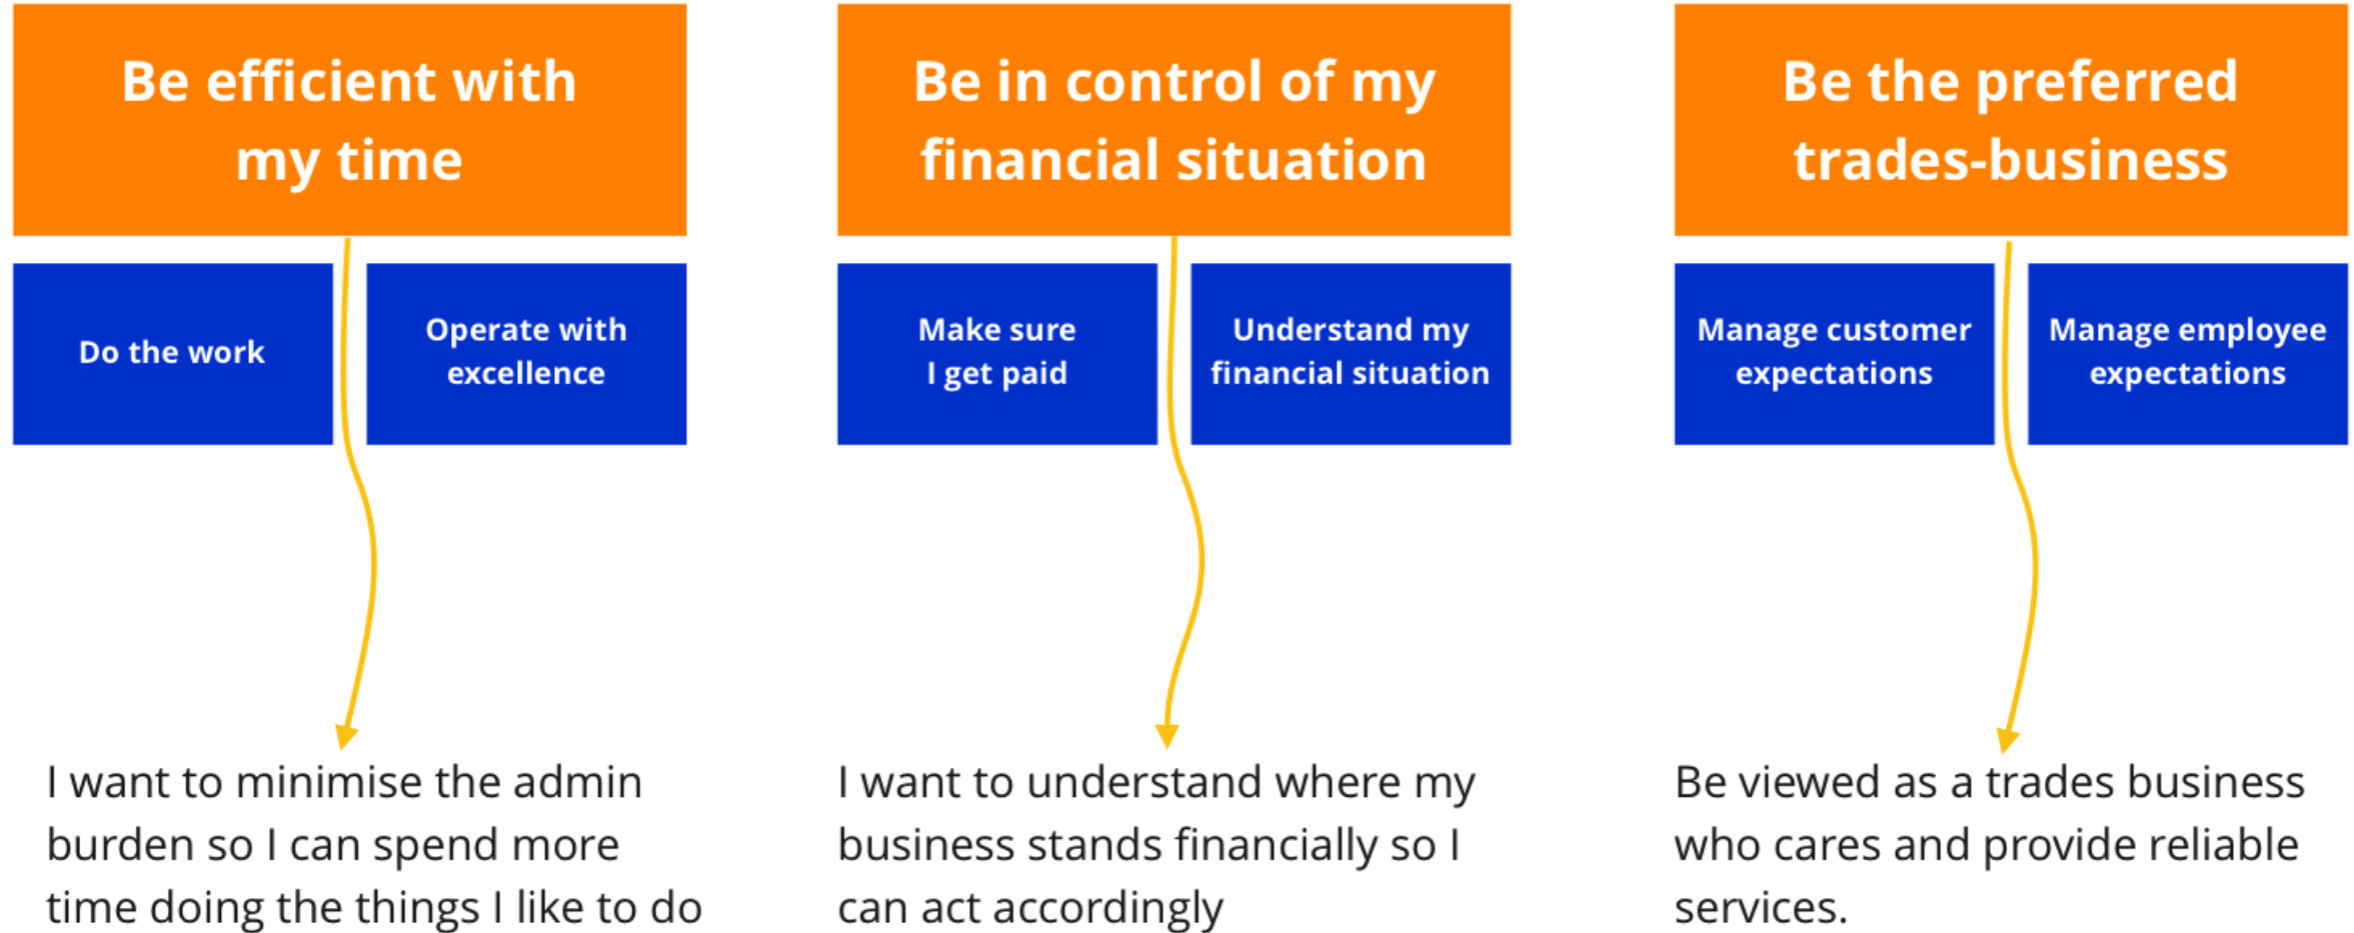 Be efficient with
my time
Do the work
Operate with
excellence
I want to minimise the admin
burden so I can spend more
time doing the things I like to do
Be in control of my
financial situation
Make sure
I get paid
Understand my
financial situation
I want to understand where my
business stands financially so I
can act accordingly
Be the preferred
trades-business
Manage customer
expectations
Manage employee
expectations
Be viewed as a trades business
who cares and provide reliable
services.